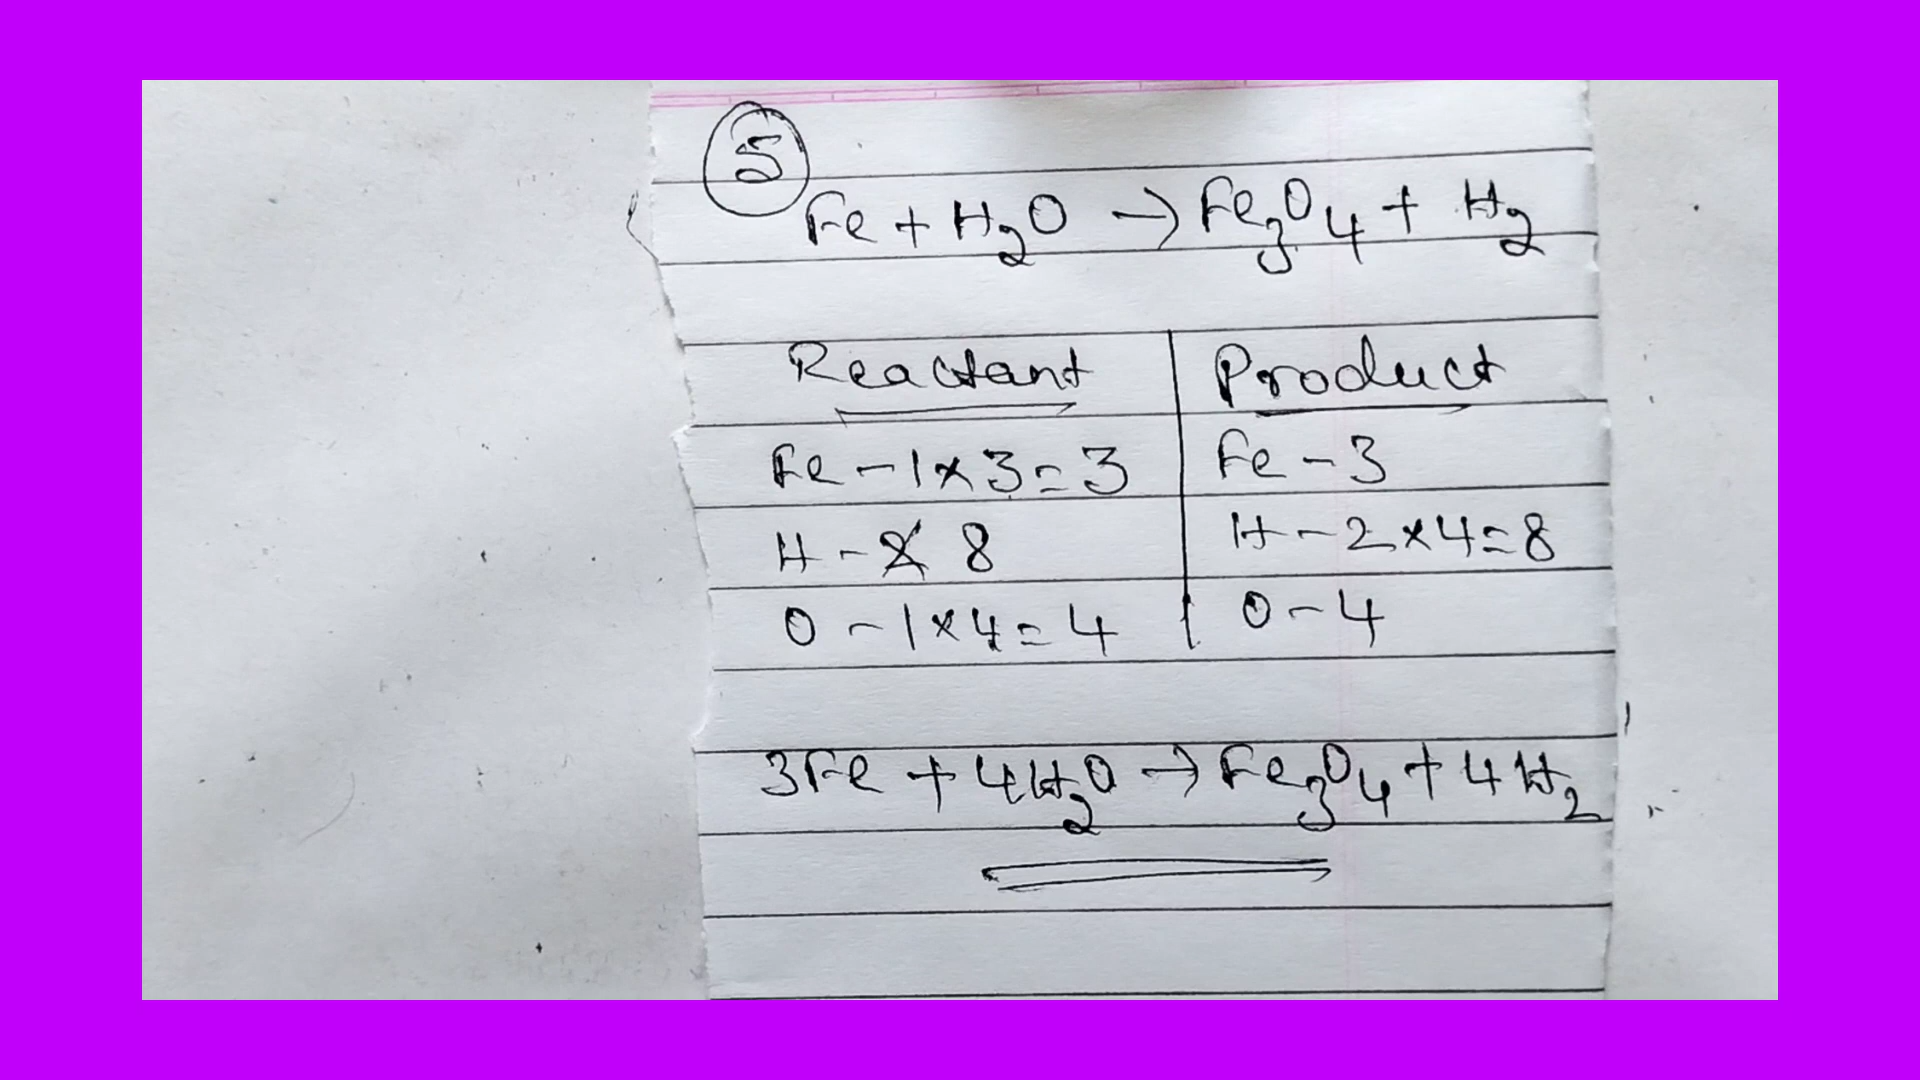 5
Fe + H₂O → Fe₃O₄ + H₂
Reactant Product
Fe - 1 × 3 = 3 Fe - 3
H - 2 8 H - 2 × 4 = 8
O - 1 × 4 = 4 O - 4
3Fe + 4H₂O → Fe₃O₄ + 4H₂